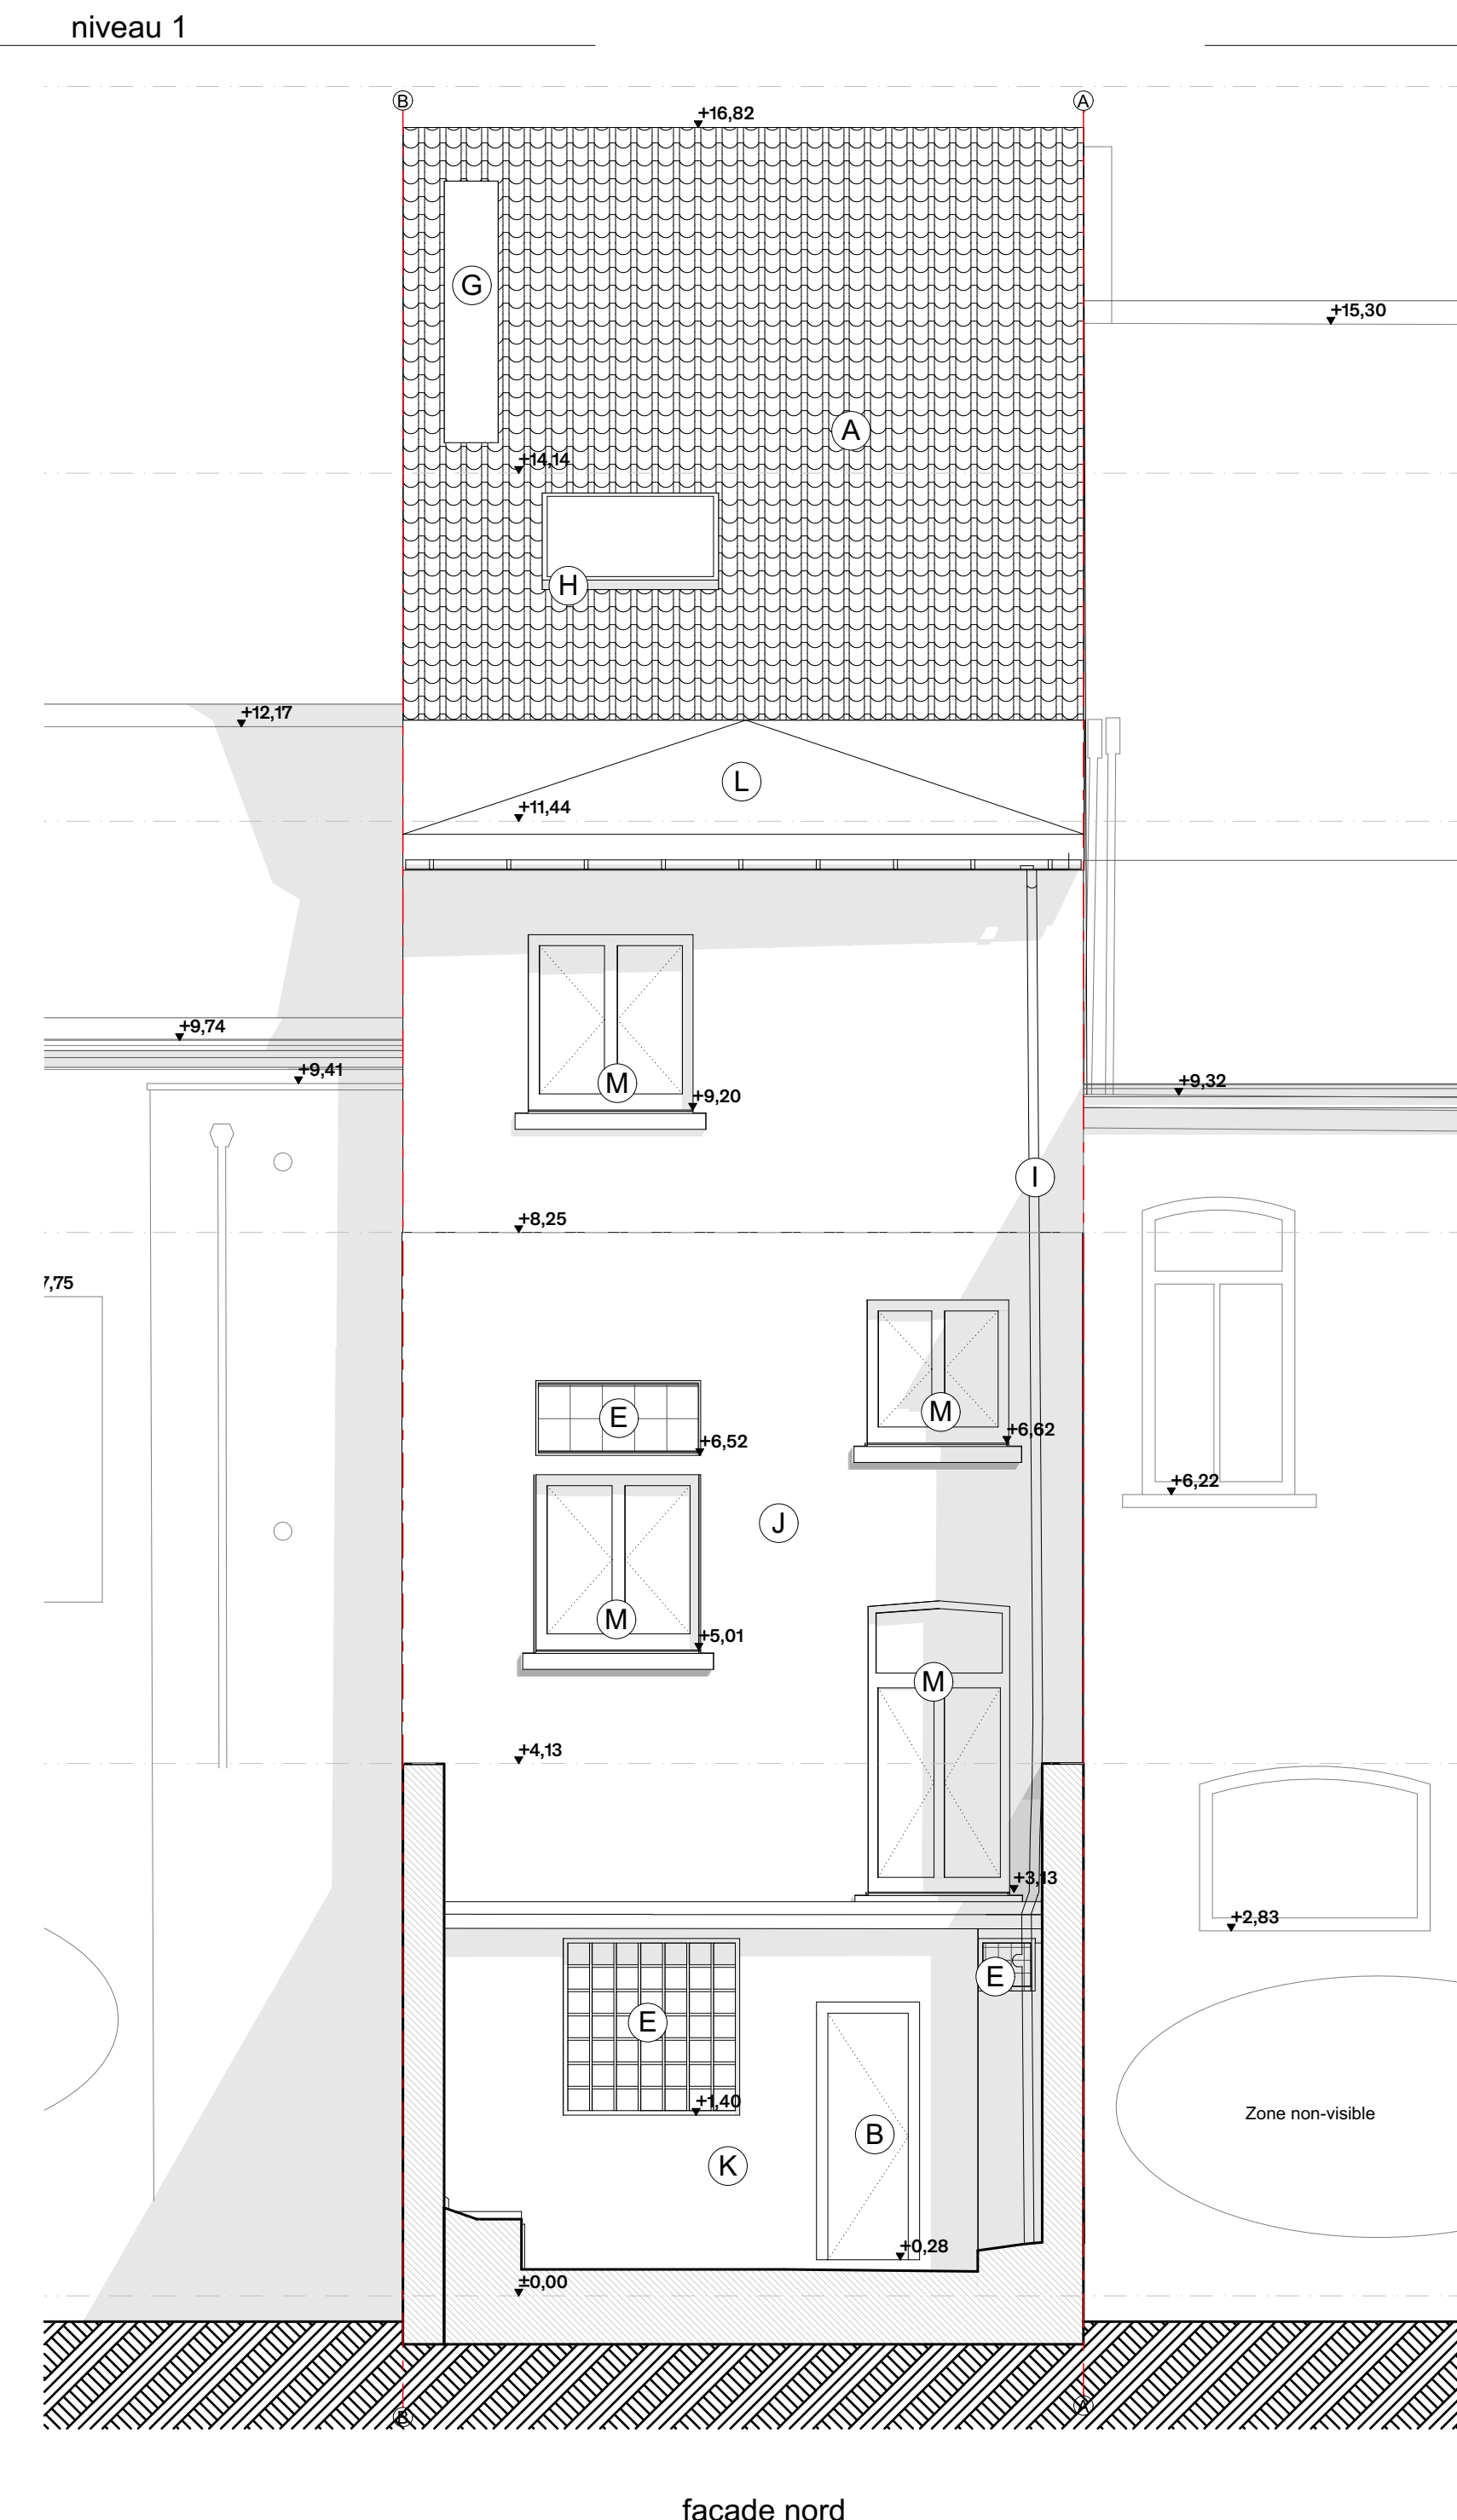 niveau 1
B
A
+16,82
G
+15,30
A
+14,14
H
+12,17
L
+11,44
+9,74
+9,41
M
+9,20
+9,32
I
+8,25
7,75
E
+6,52
M
+6,62
+6,22
J
M
+5,01
M
+4,13
+3,13
+2,83
E
E
+1,40
Zone non-visible
B
K
+0,28
±0,00
B
A
façade nord